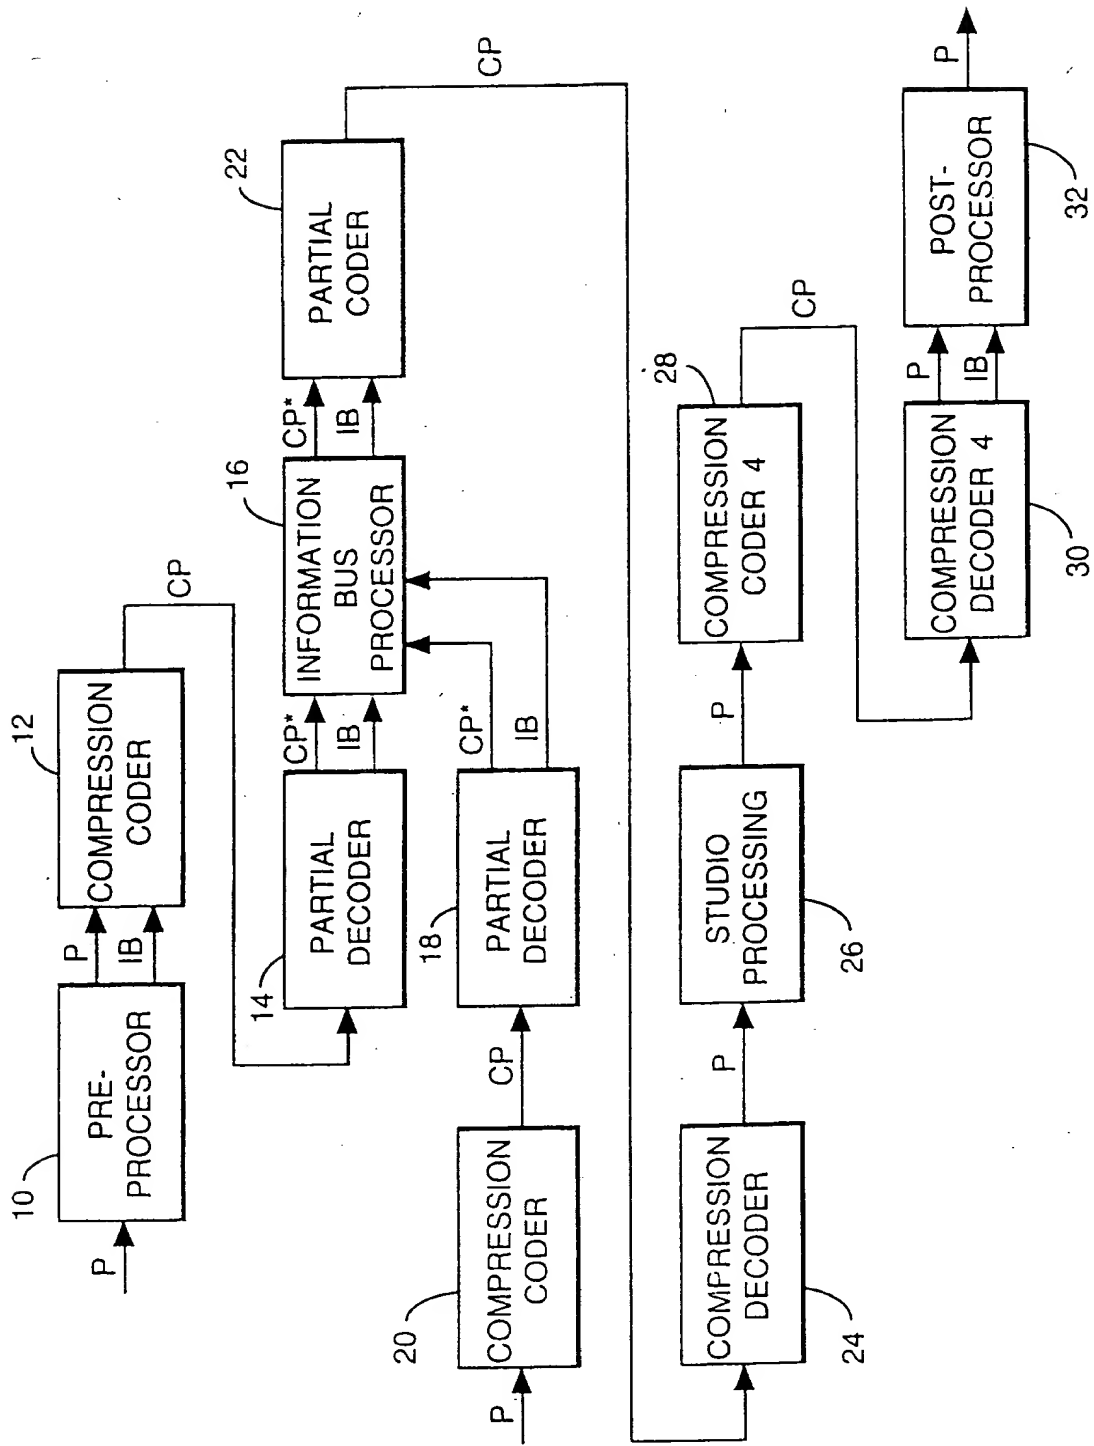 P
10
PRE-
PROCESSOR
P
IB
12
COMPRESSION
CODER
CP
14
PARTIAL
DECODER
CP*
IB
16
INFORMATION
BUS
PROCESSOR
CP*
IB
22
PARTIAL
CODER
CP
P
20
COMPRESSION
CODER
CP
18
PARTIAL
DECODER
CP*
IB
COMPRESSION
DECODER
24
P
STUDIO
PROCESSING
26
P
28
COMPRESSION
CODER 4
CP
COMPRESSION
DECODER 4
30
P
IB
POST-
PROCESSOR
32
P